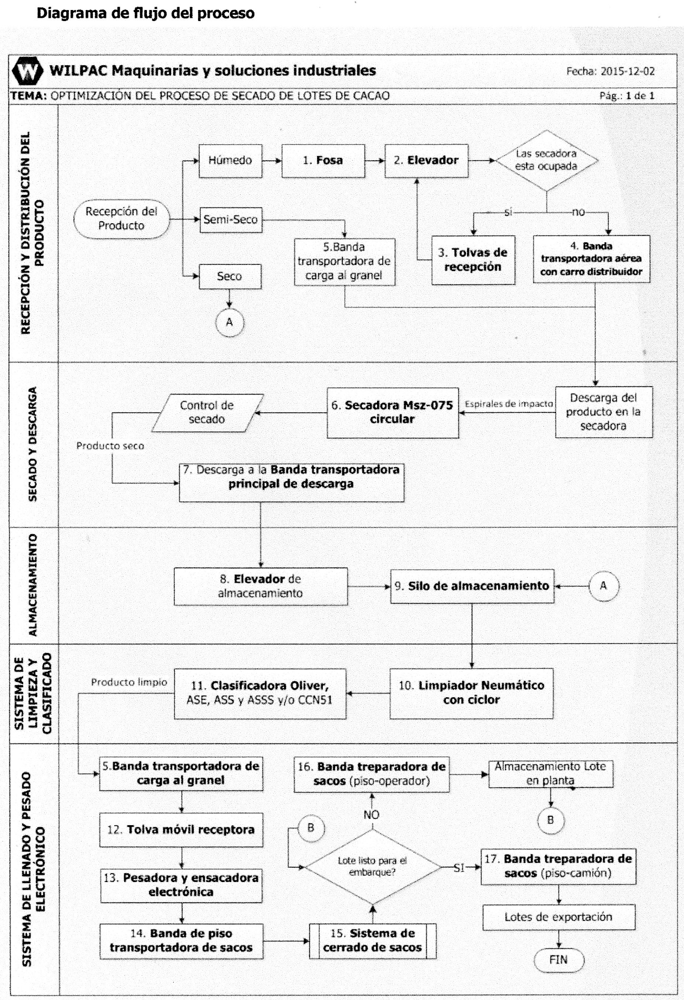 Diagrama de flujo del proceso
W WILPAC Maquinarias y soluciones industriales
Fecha: 2015-12-02
TEMA: OPTIMIZACIÓN DEL PROCESO DE SECADO DE LOTES DE CACAO
Pág.: 1 de 1
RECEPCIÓN Y DISTRIBUCIÓN DEL
PRODUCTO
Recepción del
Producto
Húmedo
1. Fosa
2. Elevador
Las secadora
esta ocupada
sí
no
Semi-Seco
5.Banda
transportadora de
carga al granel
3. Tolvas de
recepción
4. Banda
transportadora aérea
con carro distribuidor
Seco
A
SECADO Y DESCARGA
Descarga del
producto en la
secadora
Espirales de impacto
6. Secadora Msz-075
circular
Control de
secado
Producto seco
7. Descarga a la Banda transportadora
principal de descarga
ALMACENAMIENTO
8. Elevador de
almacenamiento
9. Silo de almacenamiento
A
SISTEMA DE
LIMPIEZA Y
CLASIFICADO
10. Limpiador Neumático
con ciclor
11. Clasificadora Oliver,
ASE, ASS y ASSS y/o CCN51
Producto limpio
SISTEMA DE LLENADO Y PESADO
ELECTRÓNICO
5.Banda transportadora de
carga al granel
12. Tolva móvil receptora
13. Pesadora y ensacadora
electrónica
14. Banda de piso
transportadora de sacos
15. Sistema de
cerrado de sacos
B
Lote listo para el
embarque?
NO
SI
16. Banda treparadora de
sacos (piso-operador)
Almacenamiento Lote
en planta
B
17. Banda treparadora de
sacos (piso-camión)
Lotes de exportación
FIN